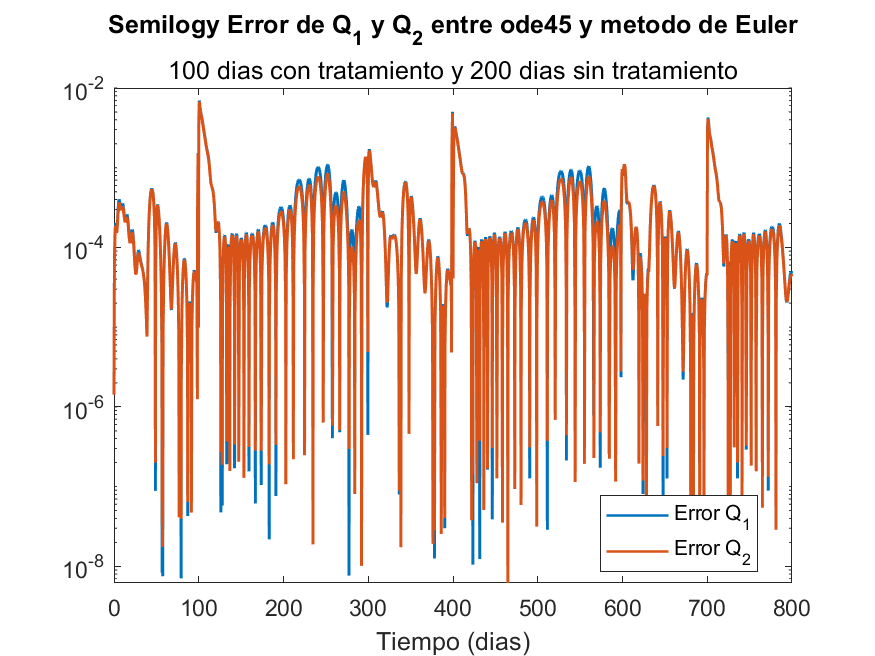 Semilogy Error de Q1 y Q2 entre ode45 y metodo de Euler
100 dias con tratamiento y 200 dias sin tratamiento
10-2
10-4
10-6
10-8
0 100 200 300 400 500 600 700 800
Tiempo (dias)
Error Q1
Error Q2